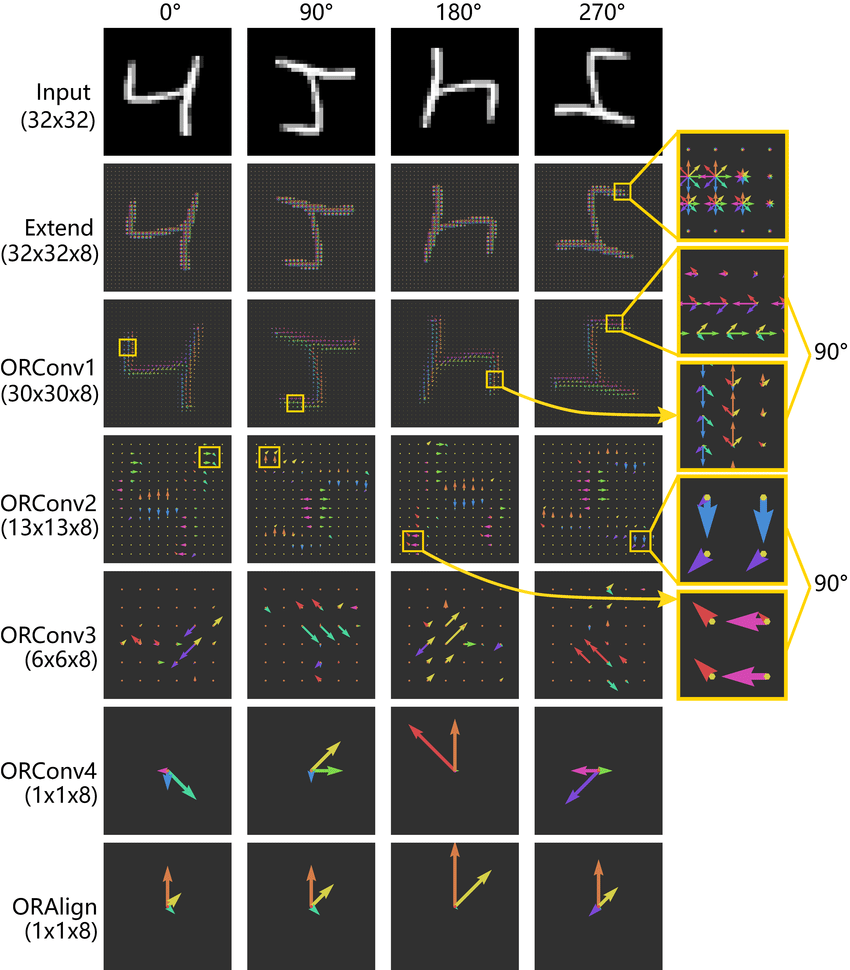 0° 90° 180° 270°
Input
(32x32)
Extend
(32x32x8)
ORConv1
(30x30x8)
90°
ORConv2
(13x13x8)
90°
ORConv3
(6x6x8)
ORConv4
(1x1x8)
ORAlign
(1x1x8)